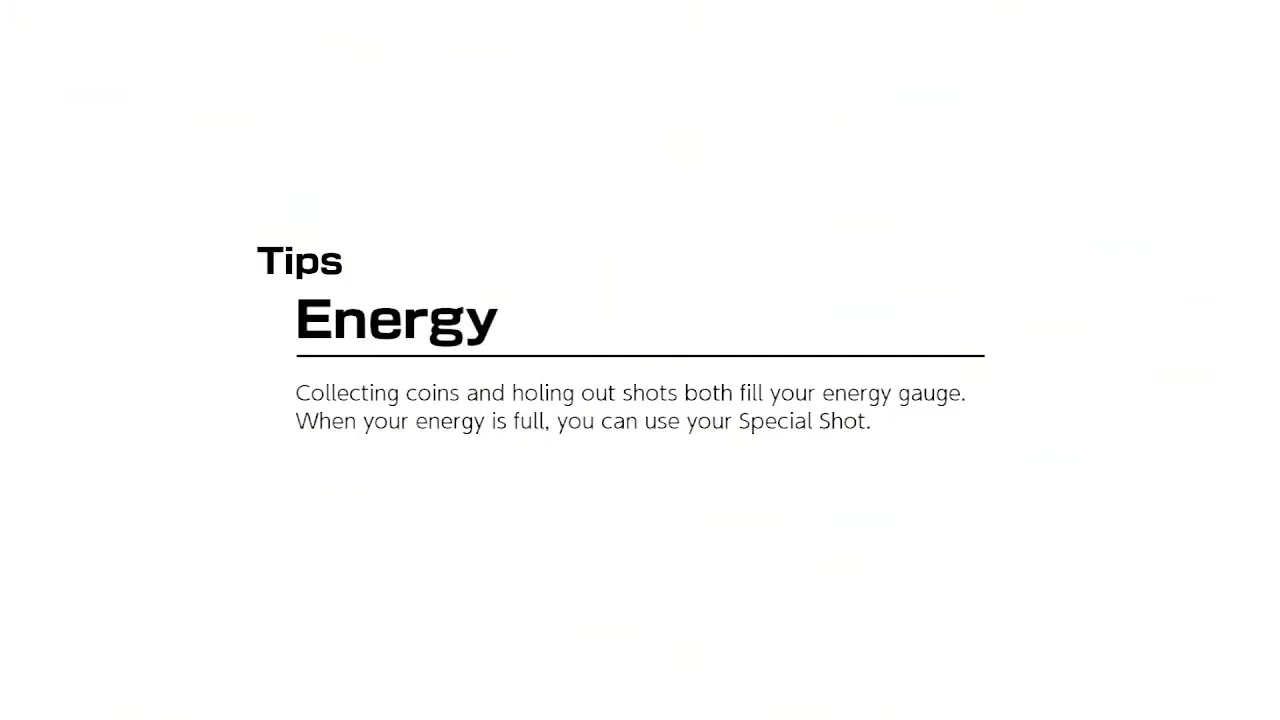 Tips
Energy
Collecting coins and holing out shots both fill your energy gauge.
When your energy is full, you can use your Special Shot.